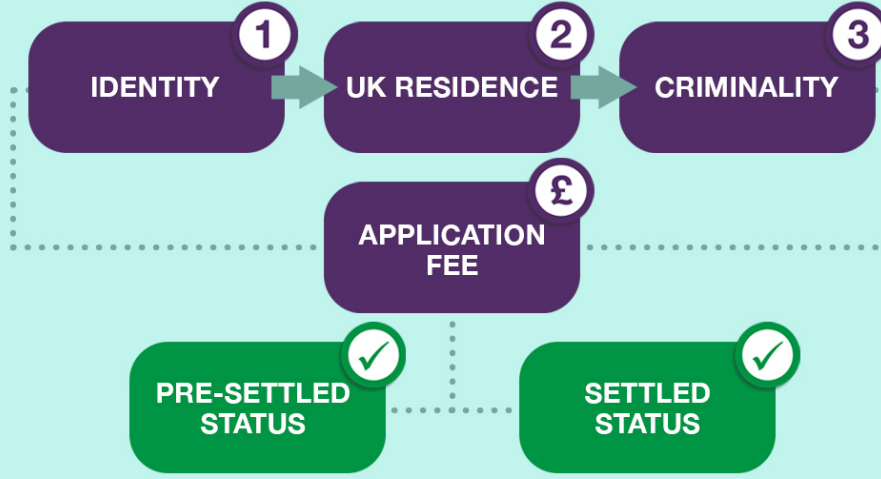 1
IDENTITY
2
UK RESIDENCE
3
CRIMINALITY
£
APPLICATION
FEE
PRE-SETTLED
STATUS
SETTLED
STATUS